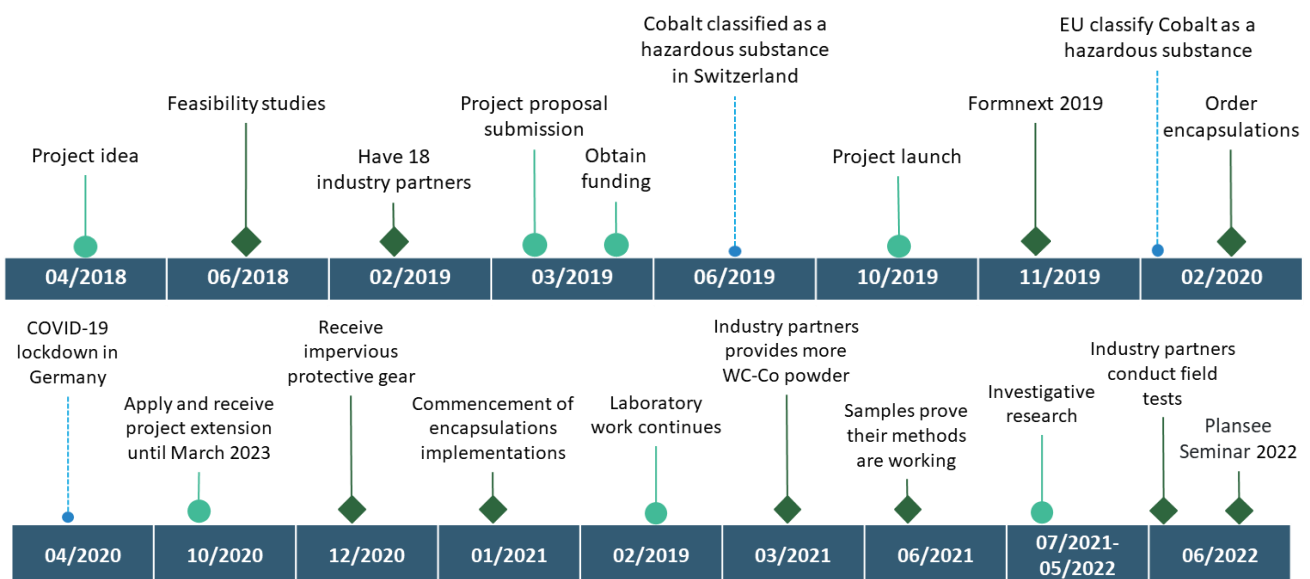 Project idea
Feasibility studies
Have 18
industry partners
Project proposal
submission
Obtain
funding
Cobalt classified as a
hazardous substance
in Switzerland
Project launch
Formnext 2019
EU classify Cobalt as a
hazardous substance
Order
encapsulations
04/2018
06/2018
02/2019
03/2019
06/2019
10/2019
11/2019
02/2020
COVID-19
lockdown in
Germany
Apply and receive
project extension
until March 2023
Receive
impervious
protective gear
Commencement of
encapsulations
implementations
Laboratory
work continues
Industry partners
provides more
WC-Co powder
Samples prove
their methods
are working
Investigative
research
Industry partners
conduct field
tests
Plansee
Seminar 2022
04/2020
10/2020
12/2020
01/2021
02/2019
03/2021
06/2021
07/2021-
05/2022
06/2022